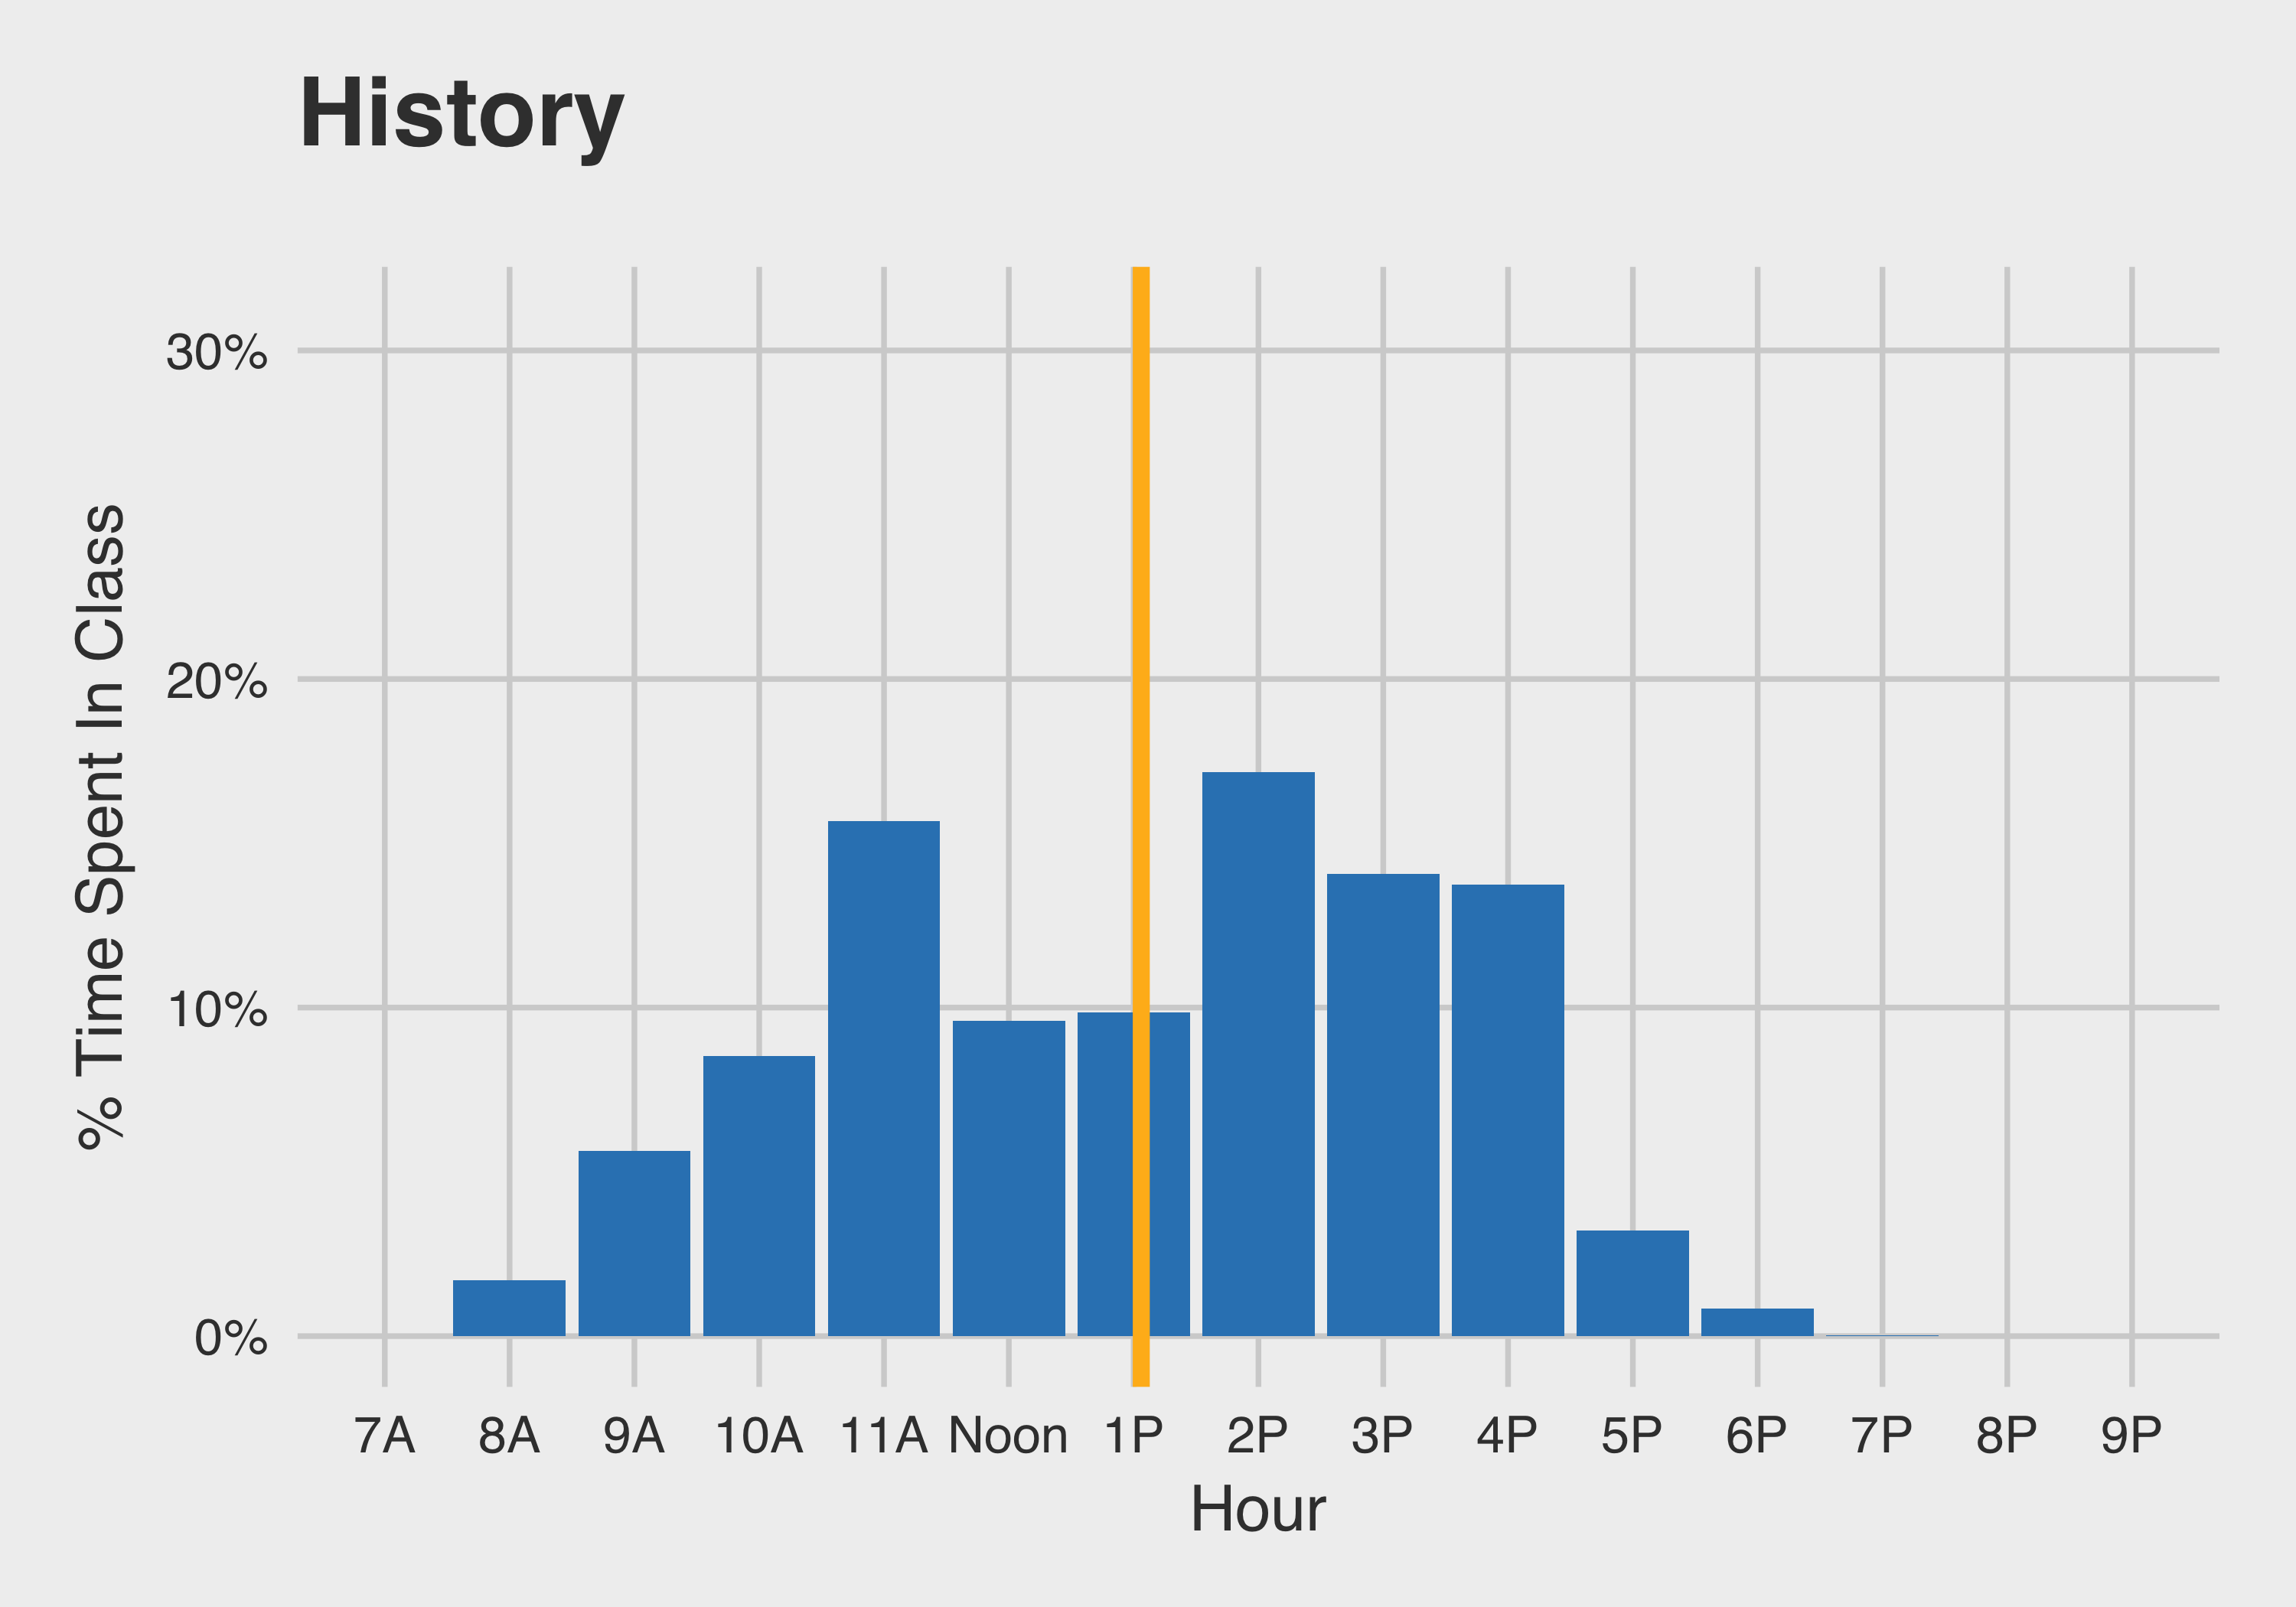 History
% Time Spent In Class
30%
20%
10%
0%
7A 8A 9A 10A 11A Noon 1P 2P 3P 4P 5P 6P 7P 8P 9P
Hour